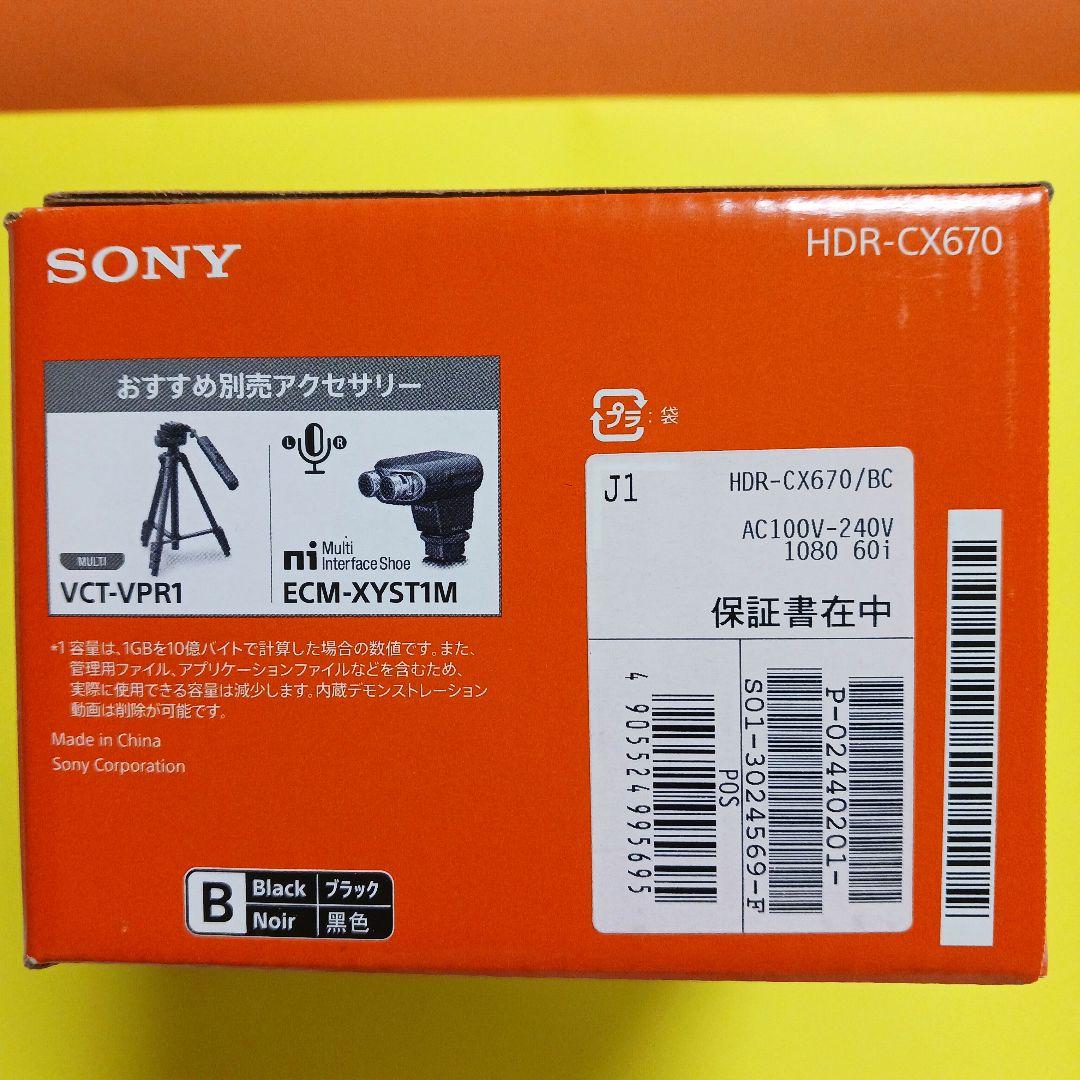 SONY
HDR-CX670
おすすめ別売アクセサリー
MULTI
VCT-VPR1
L R
Multi
Interface Shoe
ECM-XYST1M
*1 容量は、1GBを10億バイトで計算した場合の数値です。また、
管理用ファイル、アプリケーションファイルなどを含むため、
実際に使用できる容量は減少します。内蔵デモンストレーション
動画は削除が可能です。
Made in China
Sony Corporation
B
Black ブラック
Noir 黑色
プラ : 袋
J1
HDR-CX670/BC
AC100V-240V
1080 60i
保証書在中
4 905524 995695
POS
S01-3024569-F
P-02440201-